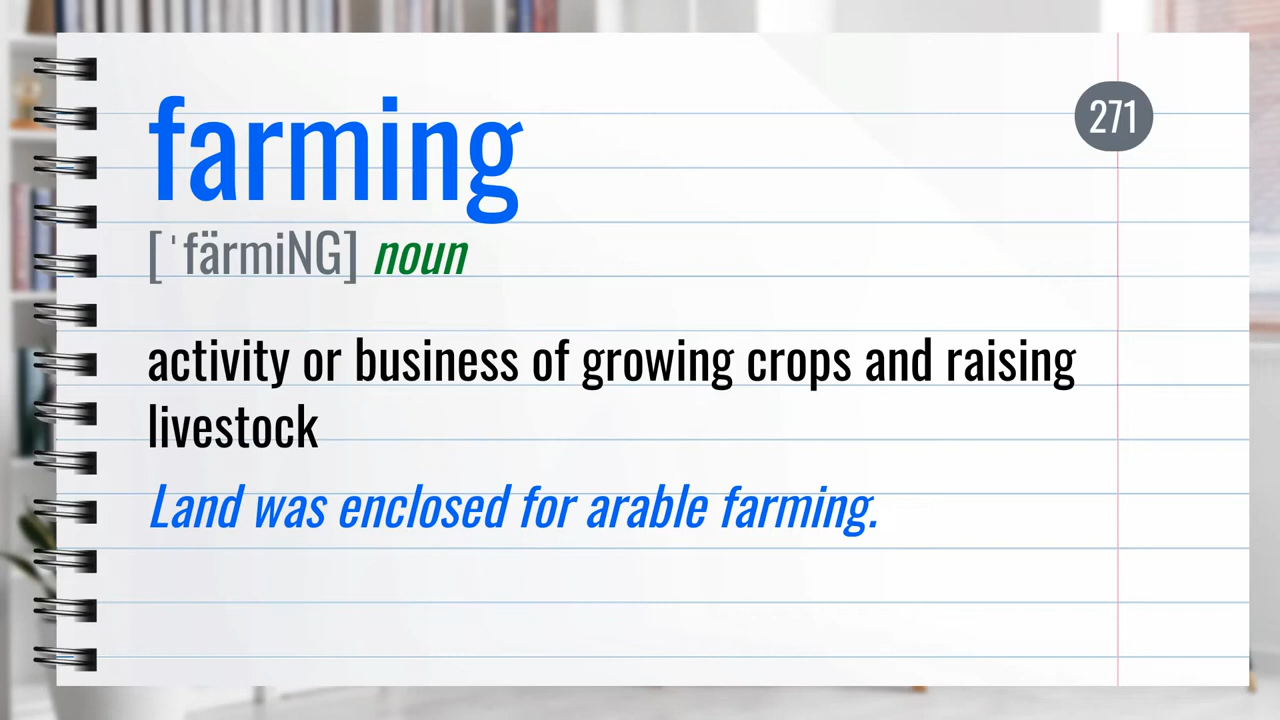 farming
271
[ˈfärmiNG] noun
activity or business of growing crops and raising
livestock
Land was enclosed for arable farming.